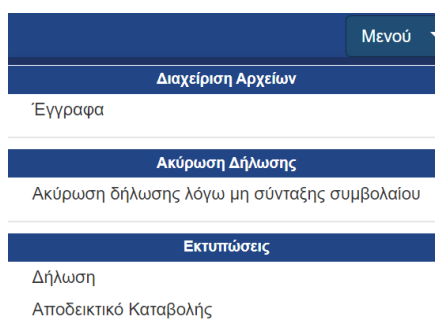 Μενού
Διαχείριση Αρχείων
Έγγραφα
Ακύρωση Δήλωσης
Ακύρωση δήλωσης λόγω μη σύνταξης συμβολαίου
Εκτυπώσεις
Δήλωση
Αποδεικτικό Καταβολής